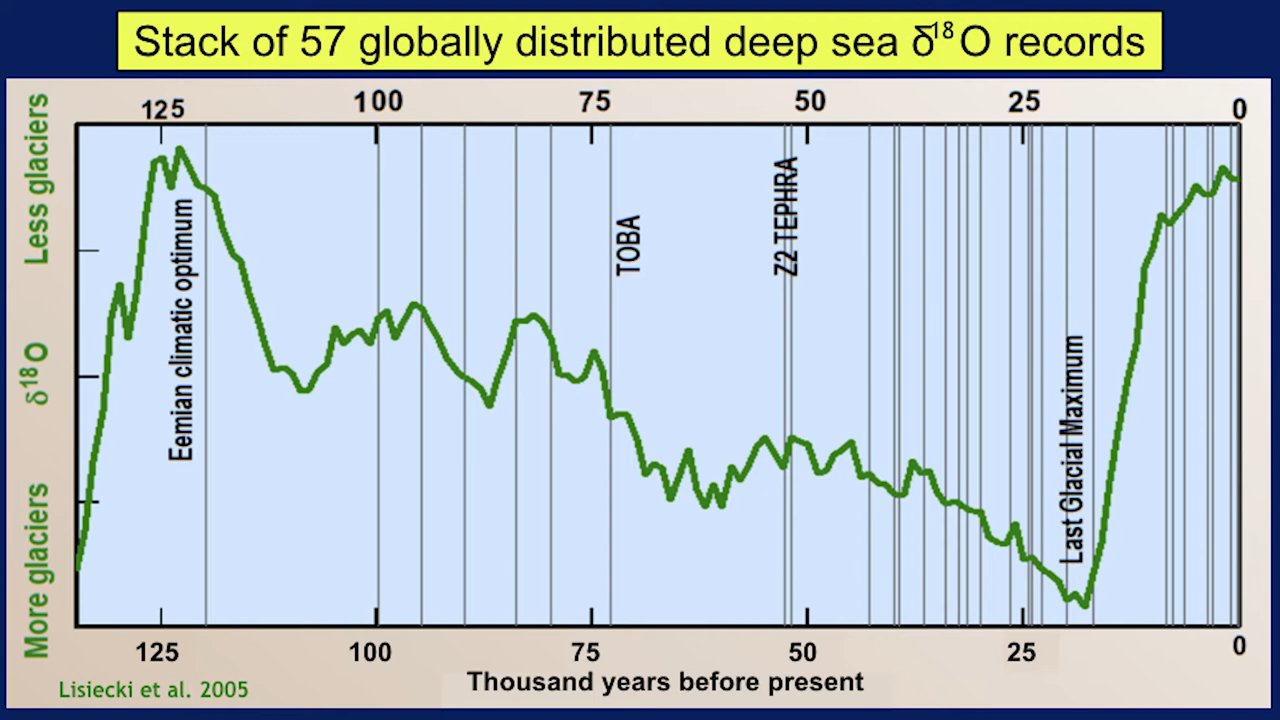 Stack of 57 globally distributed deep sea δ¹⁸O records
125 100 75 50 25 0
Less glaciers
δ¹⁸O
More glaciers
Eemian climatic optimum
TOBA
Z2 TEPHRA
Last Glacial Maximum
125 100 75 50 25 0
Thousand years before present
Lisiecki et al. 2005